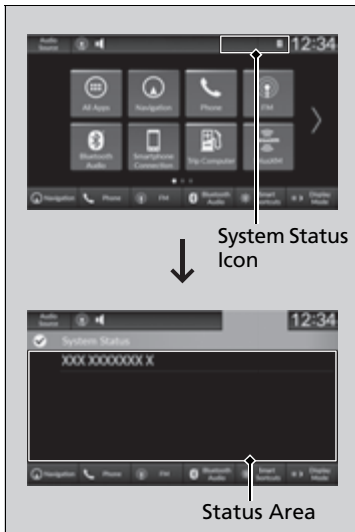 Audio
Source
12:34
All Apps
Navigation
Phone
FM
Bluetooth
Audio
Smartphone
Connection
Trip Computer
Navigation
Phone
FM
Bluetooth
Audio
Smart
Shortcuts
Display
Mode
System Status
Icon
Audio
Source
12:34
System Status
XXX XXXXXXX X
Navigation
Phone
FM
Bluetooth
Audio
Smart
Shortcuts
Display
Mode
Status Area